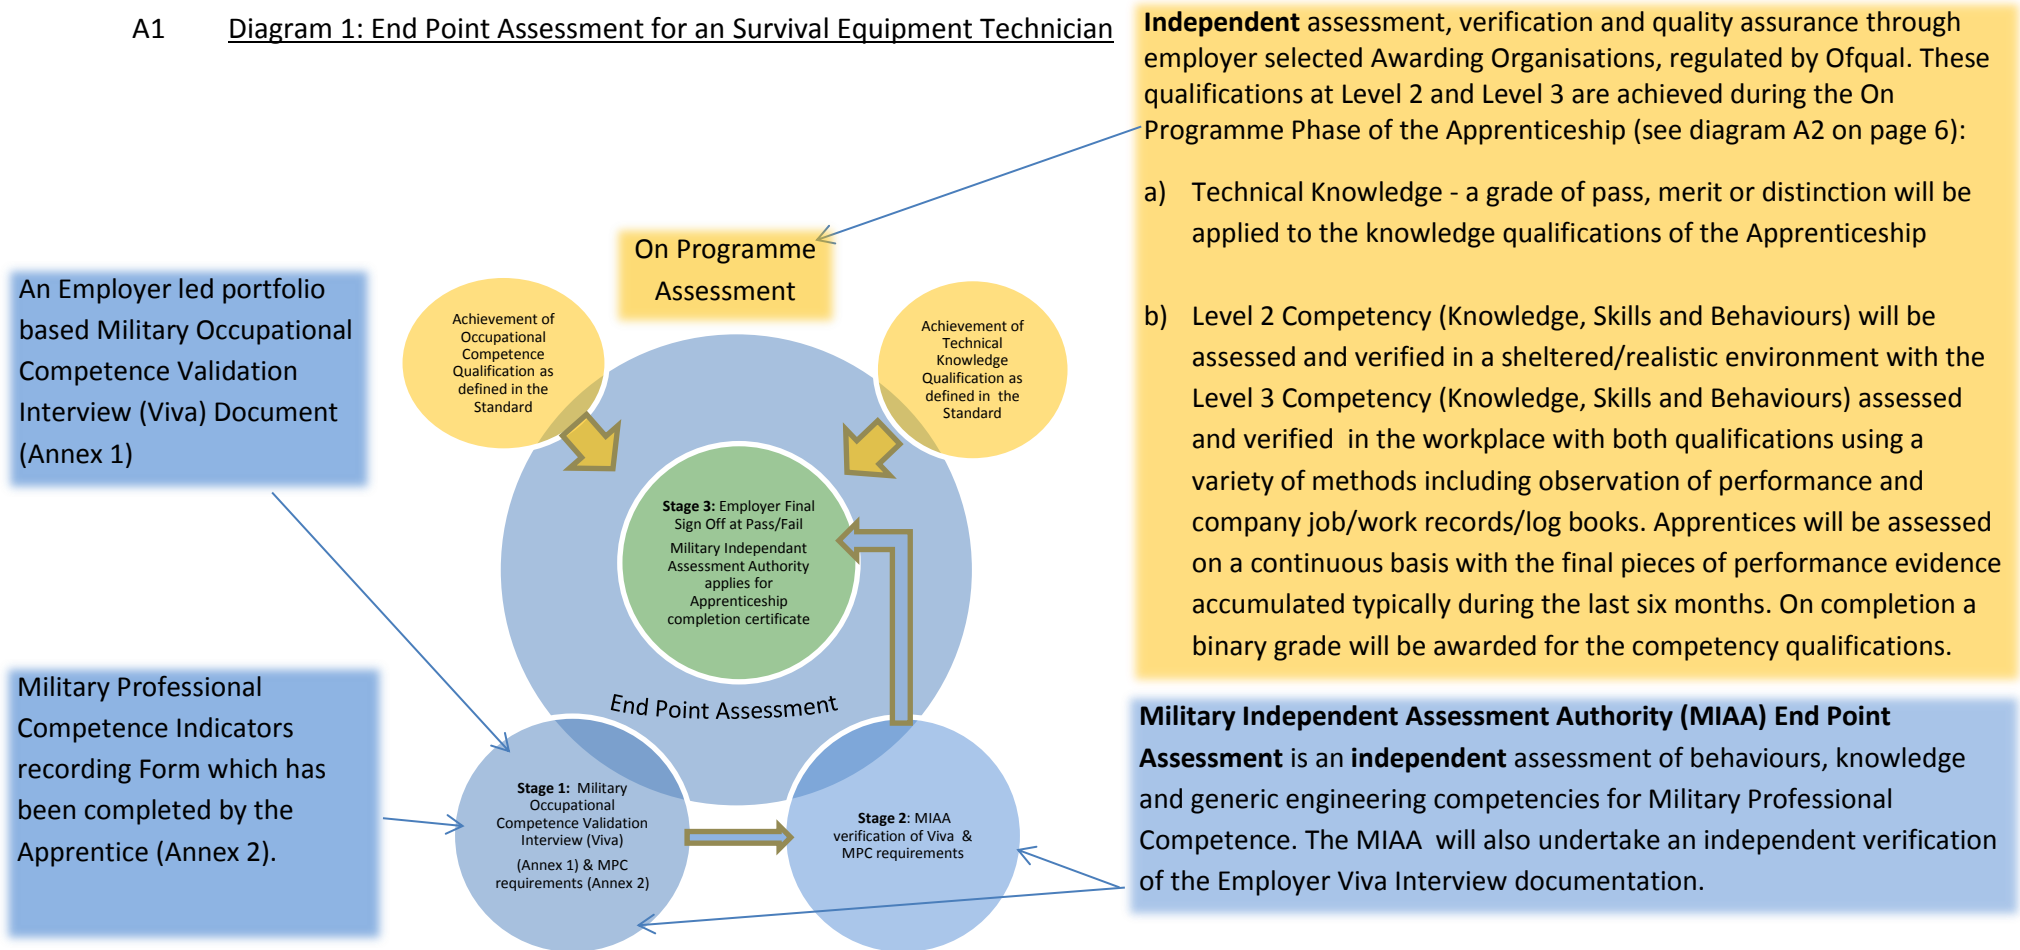 A1 Diagram 1: End Point Assessment for an Survival Equipment Technician
Independent assessment, verification and quality assurance through
employer selected Awarding Organisations, regulated by Ofqual. These
qualifications at Level 2 and Level 3 are achieved during the On
Programme Phase of the Apprenticeship (see diagram A2 on page 6):
a) Technical Knowledge - a grade of pass, merit or distinction will be
applied to the knowledge qualifications of the Apprenticeship
b) Level 2 Competency (Knowledge, Skills and Behaviours) will be
assessed and verified in a sheltered/realistic environment with the
Level 3 Competency (Knowledge, Skills and Behaviours) assessed
and verified in the workplace with both qualifications using a
variety of methods including observation of performance and
company job/work records/log books. Apprentices will be assessed
on a continuous basis with the final pieces of performance evidence
accumulated typically during the last six months. On completion a
binary grade will be awarded for the competency qualifications.
On Programme
Assessment
An Employer led portfolio
based Military Occupational
Competence Validation
Interview (Viva) Document
(Annex 1)
Achievement of
Occupational
Competence
Qualification as
defined in the
Standard
Achievement of
Technical
Knowledge
Qualification as
defined in the
Standard
Stage 3: Employer Final
Sign Off at Pass/Fail
Military Independant
Assessment Authority
applies for
Apprenticeship
completion certificate
End Point Assessment
Military Professional
Competence Indicators
recording Form which has
been completed by the
Apprentice (Annex 2).
Stage 1: Military
Occupational
Competence Validation
Interview (Viva)
(Annex 1) & MPC
requirements (Annex 2)
Stage 2: MIAA
verification of Viva &
MPC requirements
Military Independent Assessment Authority (MIAA) End Point
Assessment is an independent assessment of behaviours, knowledge
and generic engineering competencies for Military Professional
Competence. The MIAA will also undertake an independent verification
of the Employer Viva Interview documentation.